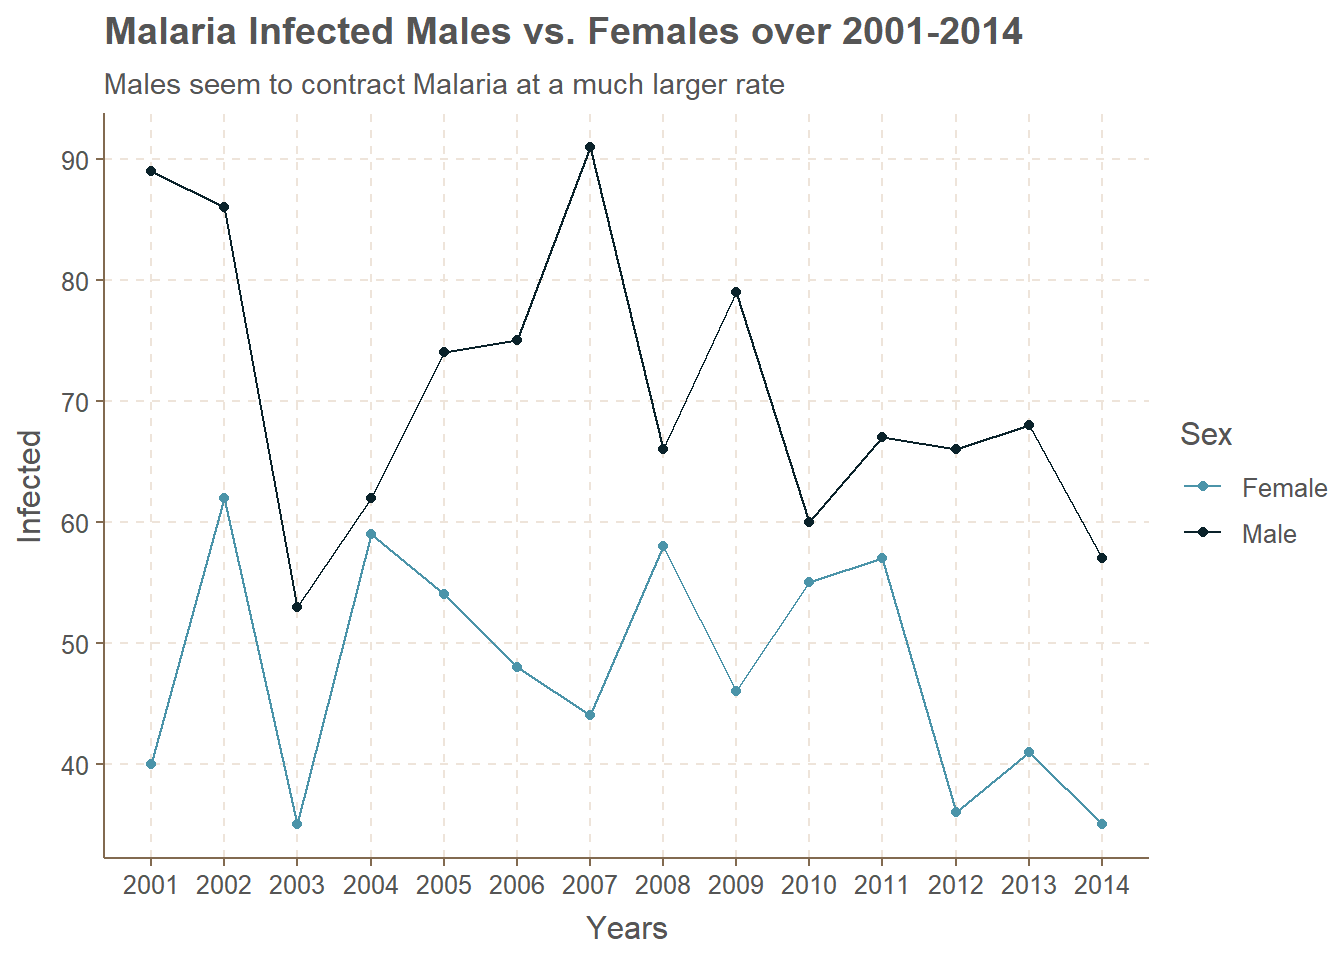 Malaria Infected Males vs. Females over 2001-2014
Males seem to contract Malaria at a much larger rate
90
80
70
60
50
40
Infected
2001 2002 2003 2004 2005 2006 2007 2008 2009 2010 2011 2012 2013 2014
Years
Sex
Female
Male